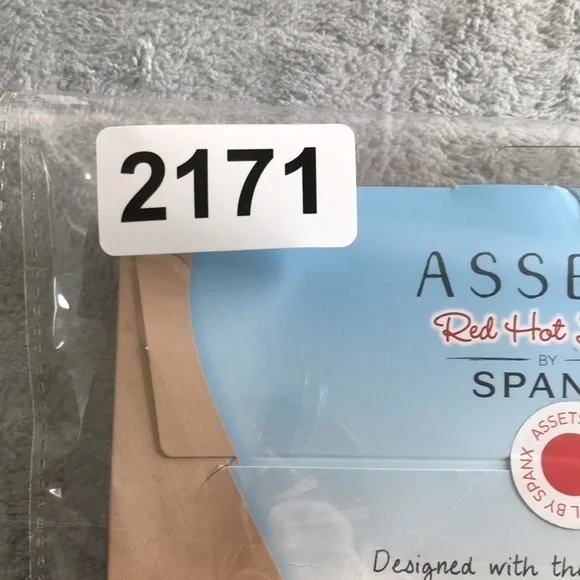 2171
ASSE
Red Hot
BY
SPAN
ASSETS
L BY SPANX
Designed with th